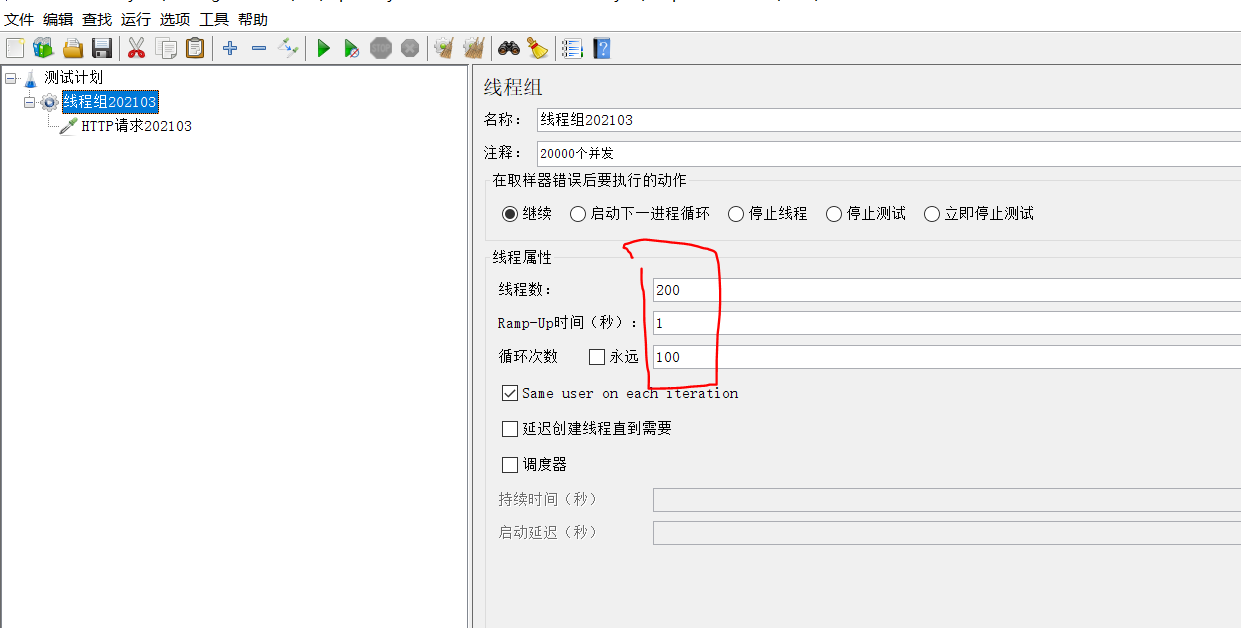 文件 编辑 查找 运行 选项 工具 帮助
STOP
?
测试计划
线程组202103
HTTP请求202103
线程组
名称： 线程组202103
注释： 20000个并发
在取样器错误后要执行的动作
继续 启动下一进程循环 停止线程 停止测试 立即停止测试
线程属性
线程数： 200
Ramp-Up时间（秒）： 1
循环次数 永远 100
Same user on each iteration
延迟创建线程直到需要
调度器
持续时间（秒）
启动延迟（秒）